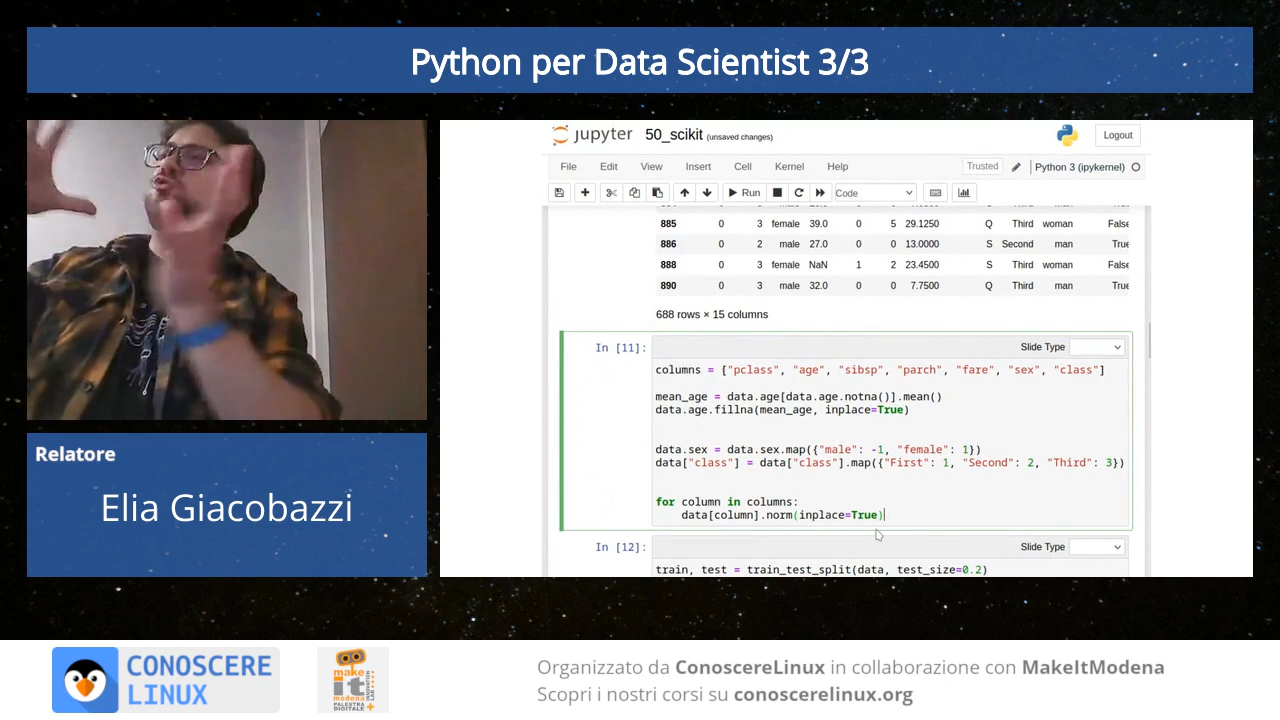 Python per Data Scientist 3/3
jupyter 50_scikit (unsaved changes)
Logout
File Edit View Insert Cell Kernel Help
Trusted Python 3 (ipykernel)
Run Code
885 0 3 female 39.0 0 5 29.1250 Q Third woman False
886 0 2 male 27.0 0 0 13.0000 S Second man True
888 0 3 female NaN 1 2 23.4500 S Third woman False
890 0 3 male 32.0 0 0 7.7500 Q Third man True
688 rows × 15 columns
In [11]:
Slide Type
columns = ["pclass", "age", "sibsp", "parch", "fare", "sex", "class"]
mean_age = data.age[data.age.notna()].mean()
data.age.fillna(mean_age, inplace=True)
data.sex = data.sex.map({"male": -1, "female": 1})
data["class"] = data["class"].map({"First": 1, "Second": 2, "Third": 3})
for column in columns:
    data[column].norm(inplace=True)
In [12]:
Slide Type
train, test = train_test_split(data, test_size=0.2)
Relatore
Elia Giacobazzi
CONOSCERE
LINUX
make
it
modena
PALESTRA
DIGITALE
Organizzato da ConoscereLinux in collaborazione con MakeItModena
Scopri i nostri corsi su conoscerelinux.org